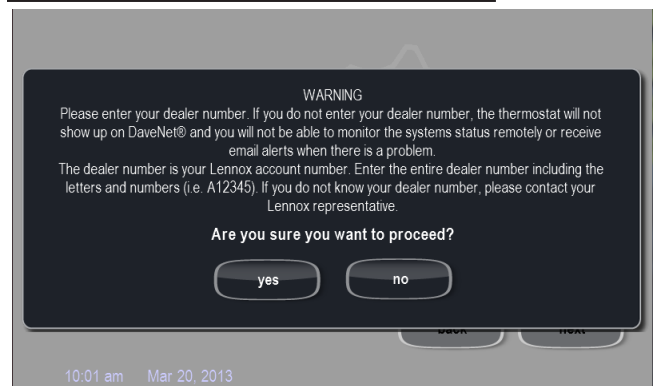 WARNING
Please enter your dealer number. If you do not enter your dealer number, the thermostat will not
show up on DaveNet® and you will not be able to monitor the systems status remotely or receive
email alerts when there is a problem.
The dealer number is your Lennox account number. Enter the entire dealer number including the
letters and numbers (i.e. A12345). If you do not know your dealer number, please contact your
Lennox representative.
Are you sure you want to proceed?
yes no
back next
10:01 am Mar 20, 2013